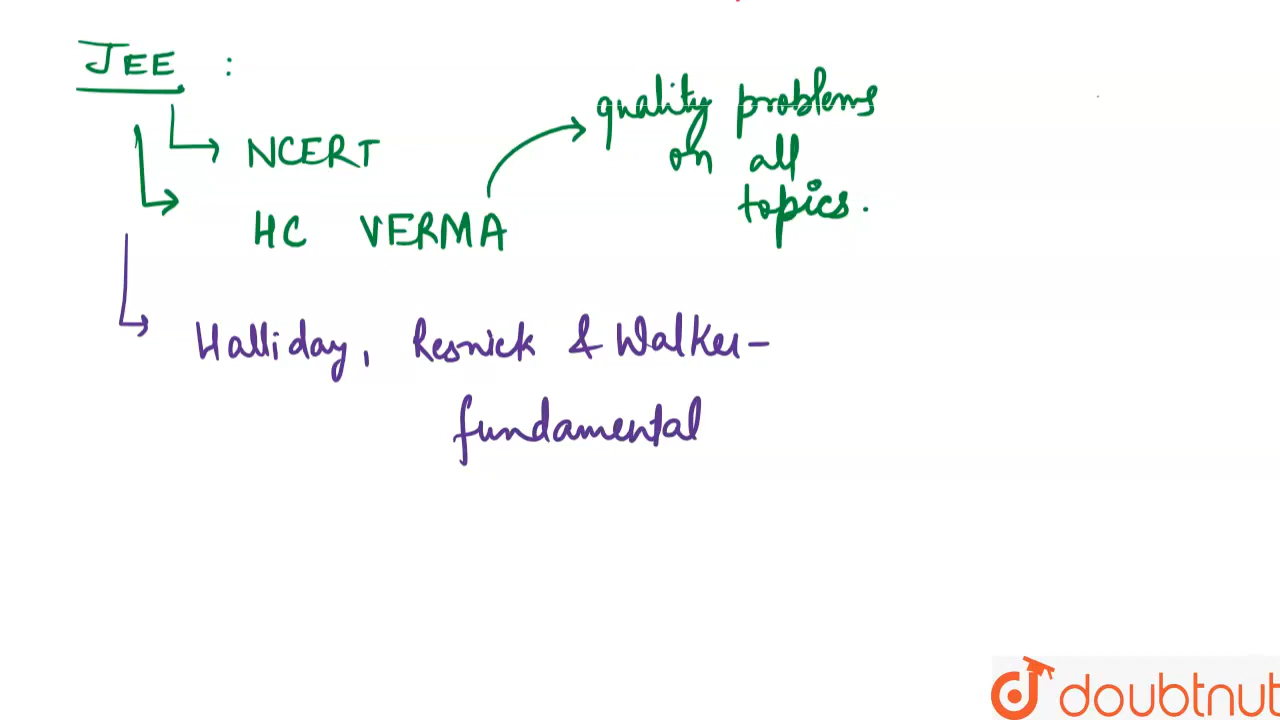 JEE :
NCERT
HC VERMA
quality problems
on all
topics.
Halliday, Resnick & Walker -
fundamental
doubtnut